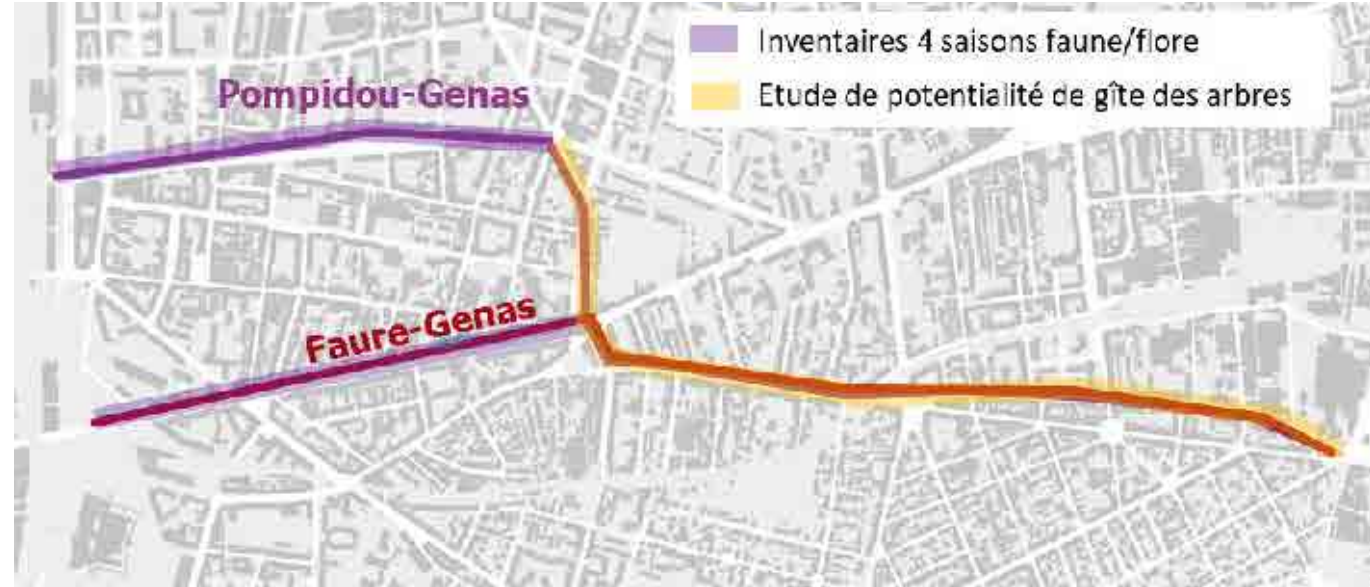 Inventaires 4 saisons faune/flore
Etude de potentialité de gîte des arbres
Pompidou-Genas
Faure-Genas